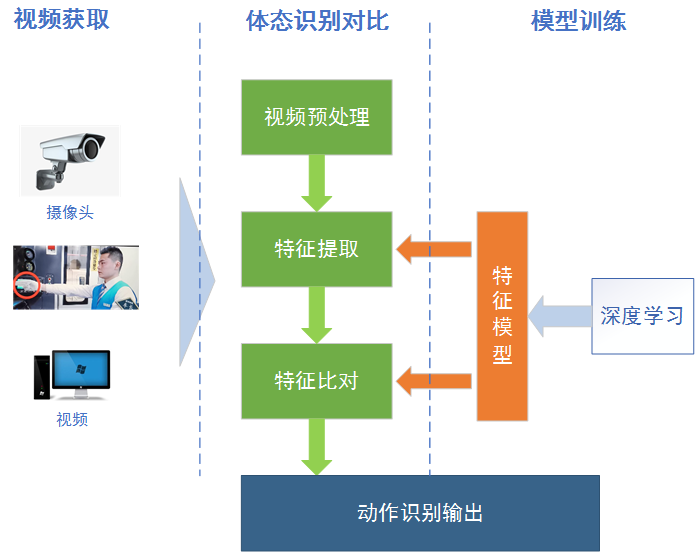 视频获取
体态识别对比
模型训练
视频预处理
摄像头
特征提取
特征模型
深度学习
特征比对
视频
动作识别输出